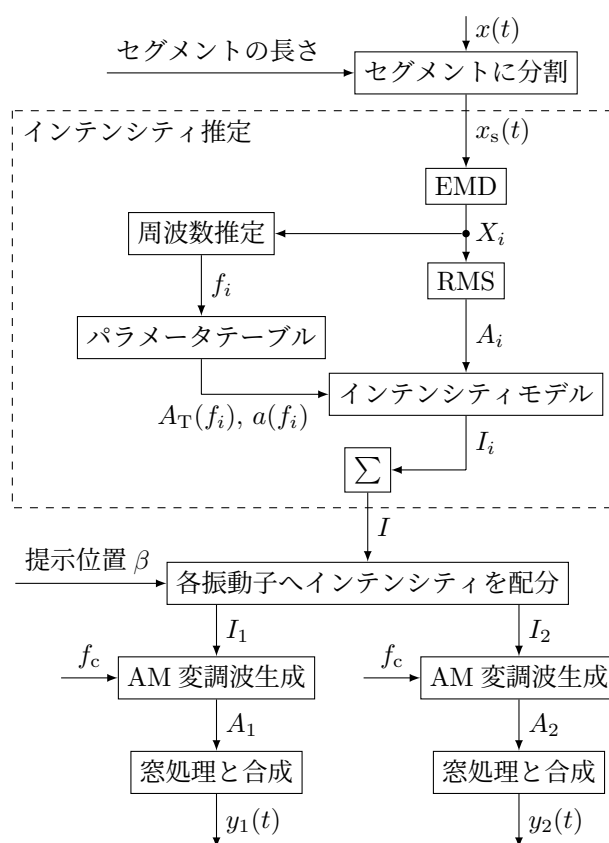 x(t)
セグメントの長さ
セグメントに分割
インテンシティ推定
x_s(t)
EMD
周波数推定
X_i
f_i
RMS
パラメータテーブル
A_i
A_T(f_i), a(f_i)
インテンシティモデル
I_i
∑
I
提示位置 β
各振動子へインテンシティを配分
I_1
I_2
f_c
f_c
AM 変調波生成
AM 変調波生成
A_1
A_2
窓処理と合成
窓処理と合成
y_1(t)
y_2(t)